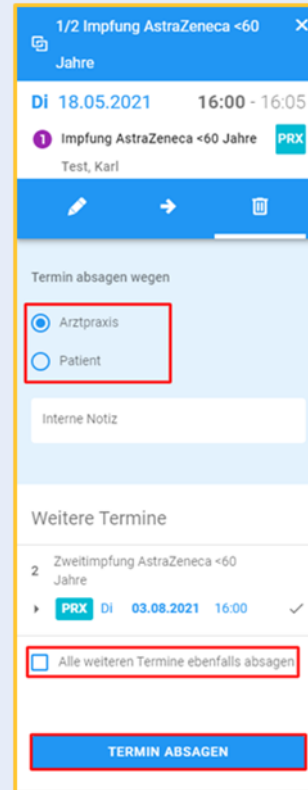 1/2 Impfung AstraZeneca <60
Jahre
Di 18.05.2021 16:00 - 16:05
1 Impfung AstraZeneca <60 Jahre PRX
Test, Karl
Termin absagen wegen
Arztpraxis
Patient
Interne Notiz
Weitere Termine
2 Zweitimpfung AstraZeneca <60
Jahre
PRX Di 03.08.2021 16:00
Alle weiteren Termine ebenfalls absagen
TERMIN ABSAGEN